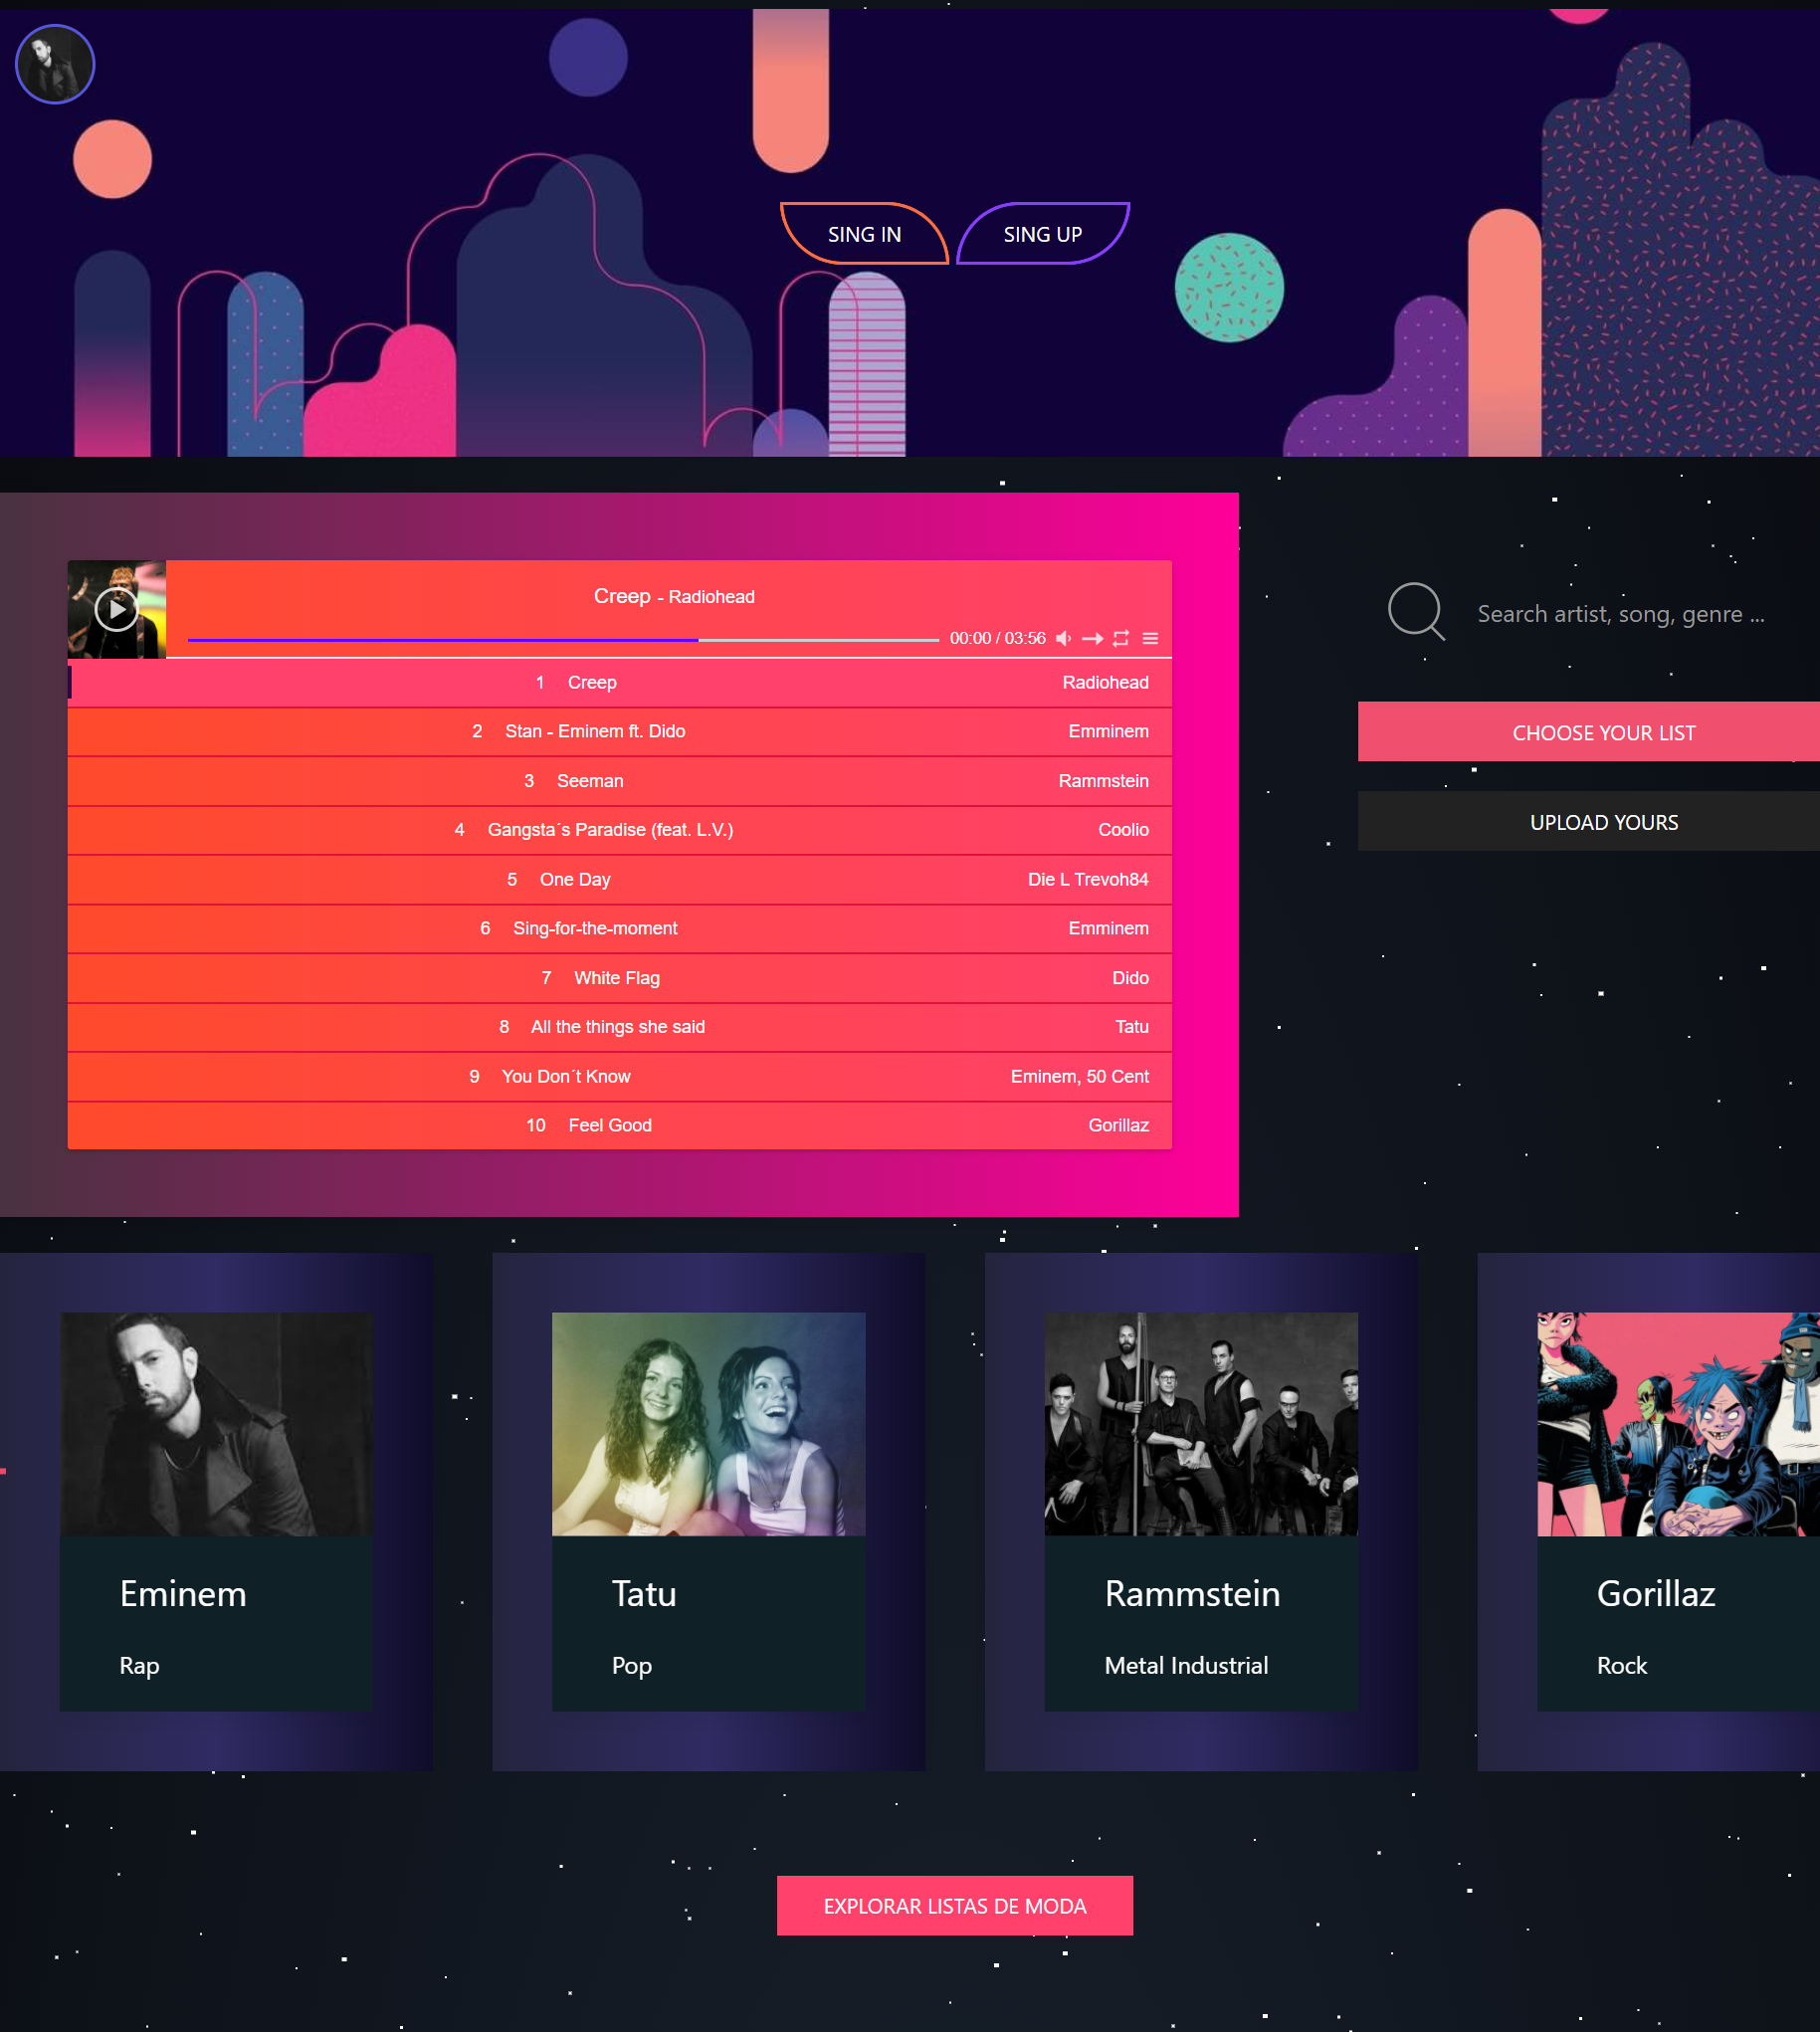 SING IN
SING UP
Creep - Radiohead
00:00 / 03:56
1 Creep Radiohead
2 Stan - Eminem ft. Dido Emminem
3 Seeman Rammstein
4 Gangsta´s Paradise (feat. L.V.) Coolio
5 One Day Die L Trevoh84
6 Sing-for-the-moment Emminem
7 White Flag Dido
8 All the things she said Tatu
9 You Don´t Know Eminem, 50 Cent
10 Feel Good Gorillaz
Search artist, song, genre ...
CHOOSE YOUR LIST
UPLOAD YOURS
Eminem
Rap
Tatu
Pop
Rammstein
Metal Industrial
Gorillaz
Rock
EXPLORAR LISTAS DE MODA